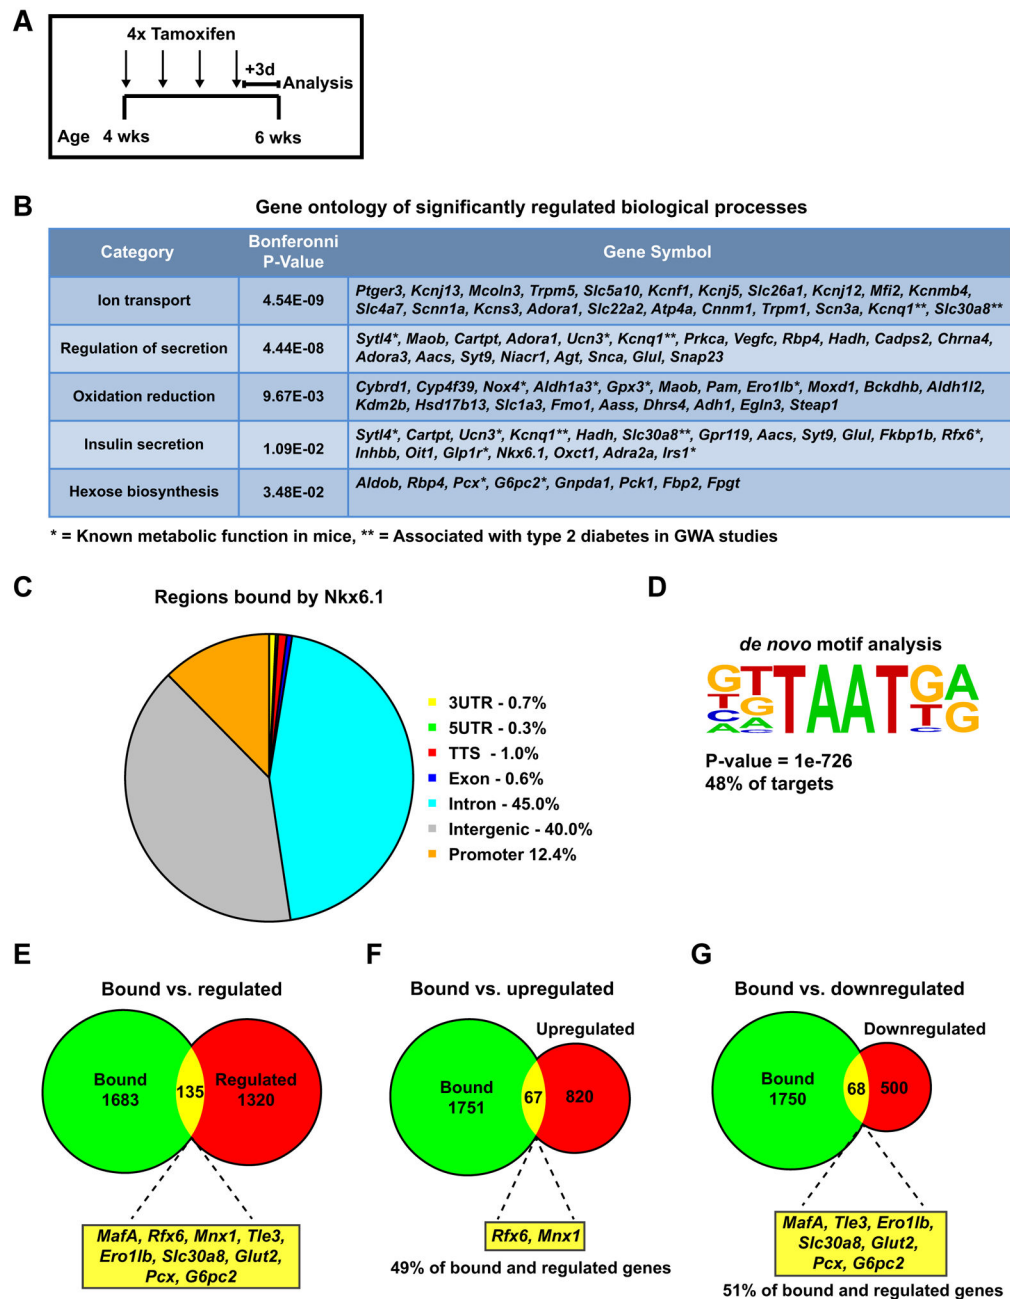 A
4x Tamoxifen
+3d
Analysis
Age 4 wks 6 wks
B
Gene ontology of significantly regulated biological processes
Category
Bonferonni
P-Value
Gene Symbol
Ion transport
4.54E-09
Ptger3, Kcnj13, Mcoln3, Trpm5, Slc5a10, Kcnf1, Kcnj5, Slc26a1, Kcnj12, Mfi2, Kcnmb4,
Slc4a7, Scnn1a, Kcns3, Adora1, Slc22a2, Atp4a, Cnnm1, Trpm1, Scn3a, Kcnq1**, Slc30a8**
Regulation of secretion
4.44E-08
Sytl4*, Maob, Cartpt, Adora1, Ucn3*, Kcnq1**, Prkca, Vegfc, Rbp4, Hadh, Cadps2, Chrna4,
Adora3, Aacs, Syt9, Niacr1, Agt, Snca, Glul, Snap23
Oxidation reduction
9.67E-03
Cybrd1, Cyp4f39, Nox4*, Aldh1a3*, Gpx3*, Maob, Pam, Ero1lb*, Moxd1, Bckdhb, Aldh1l2,
Kdm2b, Hsd17b13, Slc1a3, Fmo1, Aass, Dhrs4, Adh1, Egln3, Steap1
Insulin secretion
1.09E-02
Sytl4*, Cartpt, Ucn3*, Kcnq1**, Hadh, Slc30a8**, Gpr119, Aacs, Syt9, Glul, Fkbp1b, Rfx6*,
Inhbb, Oit1, Glp1r*, Nkx6.1, Oxct1, Adra2a, Irs1*
Hexose biosynthesis
3.48E-02
Aldob, Rbp4, Pcx*, G6pc2*, Gnpda1, Pck1, Fbp2, Fpgt
* = Known metabolic function in mice, ** = Associated with type 2 diabetes in GWA studies
C
Regions bound by Nkx6.1
3UTR - 0.7%
5UTR - 0.3%
TTS - 1.0%
Exon - 0.6%
Intron - 45.0%
Intergenic - 40.0%
Promoter 12.4%
D
de novo motif analysis
GTTAATGA
TGTG
CAC
AC
P-value = 1e-726
48% of targets
E
Bound vs. regulated
Bound
1683
135
Regulated
1320
MafA, Rfx6, Mnx1, Tle3,
Ero1lb, Slc30a8, Glut2,
Pcx, G6pc2
F
Bound vs. upregulated
Upregulated
Bound
1751
67
820
Rfx6, Mnx1
49% of bound and regulated genes
G
Bound vs. downregulated
Downregulated
Bound
1750
68
500
MafA, Tle3, Ero1lb,
Slc30a8, Glut2,
Pcx, G6pc2
51% of bound and regulated genes